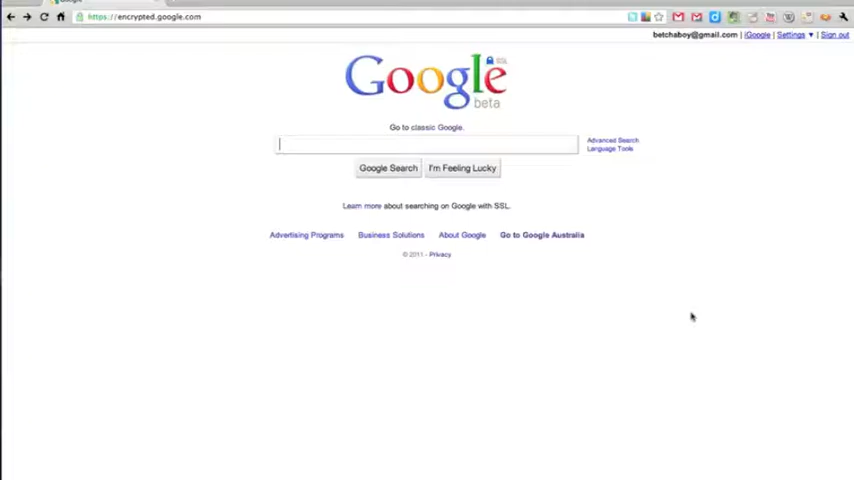 https://encrypted.google.com
betchaboy@gmail.com | iGoogle | Settings ▼ | Sign out
Google SSL
beta
Go to classic Google.
Advanced Search
Language Tools
Google Search I'm Feeling Lucky
Learn more about searching on Google with SSL.
Advertising Programs Business Solutions About Google Go to Google Australia
© 2011 - Privacy